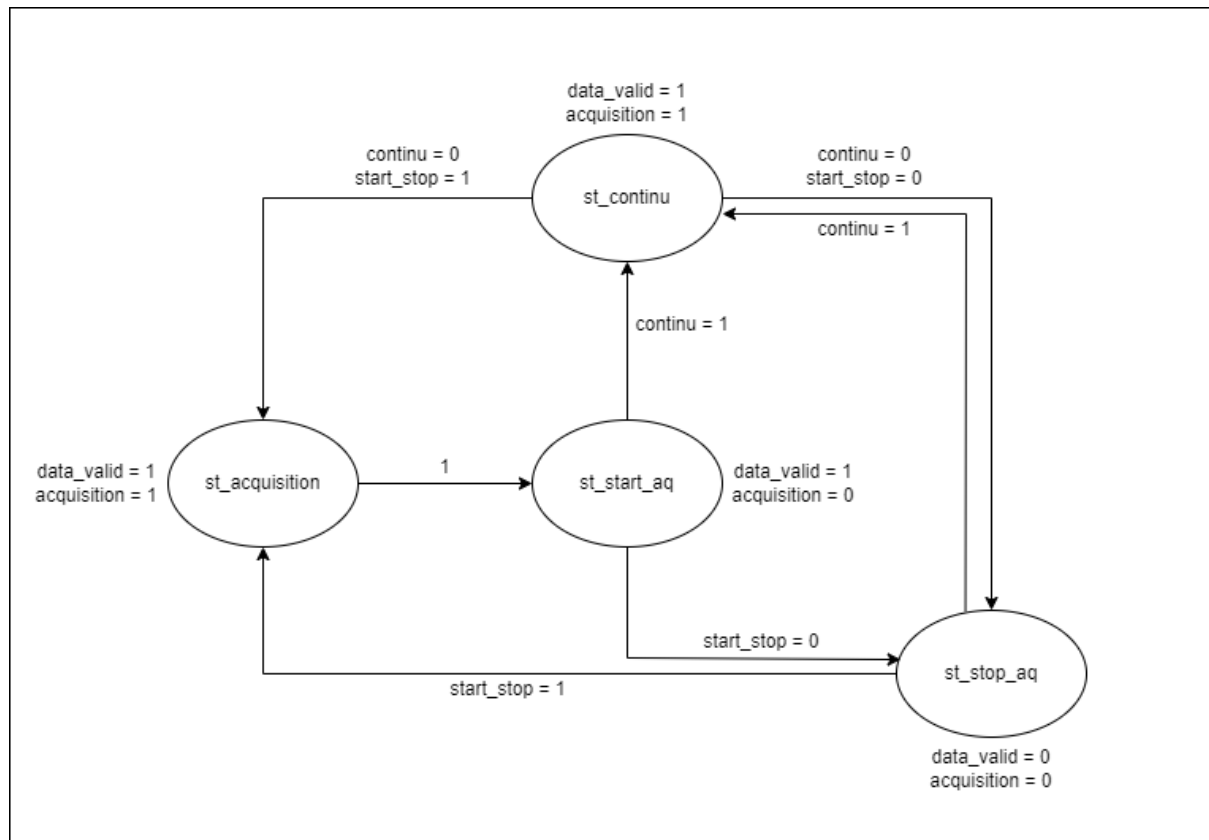 data_valid = 1
acquisition = 1
continu = 0
start_stop = 1
st_continu
continu = 0
start_stop = 0
continu = 1
continu = 1
data_valid = 1
acquisition = 1
st_acquisition
1
st_start_aq
data_valid = 1
acquisition = 0
start_stop = 0
start_stop = 1
st_stop_aq
data_valid = 0
acquisition = 0